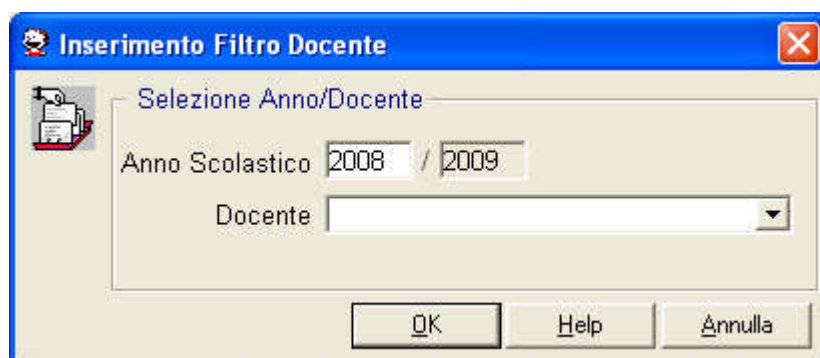 Inserimento Filtro Docente
Selezione Anno/Docente
Anno Scolastico 2008 / 2009
Docente
OK Help Annulla